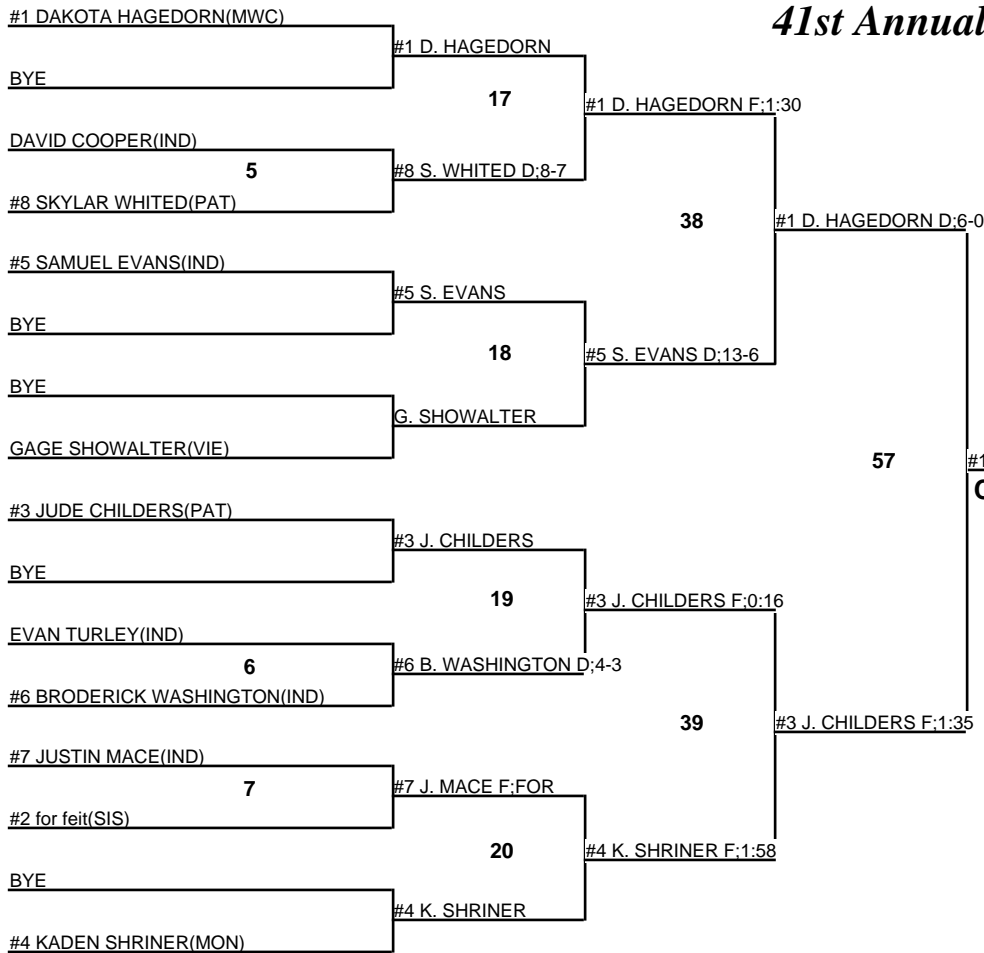 41st Annual
#1 DAKOTA HAGEDORN(MWC)
#1 D. HAGEDORN
BYE
17
#1 D. HAGEDORN F;1:30
DAVID COOPER(IND)
5
#8 S. WHITED D;8-7
#8 SKYLAR WHITED(PAT)
38
#1 D. HAGEDORN D;6-0
#5 SAMUEL EVANS(IND)
#5 S. EVANS
BYE
18
#5 S. EVANS D;13-6
BYE
G. SHOWALTER
GAGE SHOWALTER(VIE)
57
#1
#3 JUDE CHILDERS(PAT)
#3 J. CHILDERS
BYE
19
#3 J. CHILDERS F;0:16
EVAN TURLEY(IND)
6
#6 B. WASHINGTON D;4-3
#6 BRODERICK WASHINGTON(IND)
39
#3 J. CHILDERS F;1:35
#7 JUSTIN MACE(IND)
7
#7 J. MACE F;FOR
#2 for feit(SIS)
20
#4 K. SHRINER F;1:58
BYE
#4 K. SHRINER
#4 KADEN SHRINER(MON)